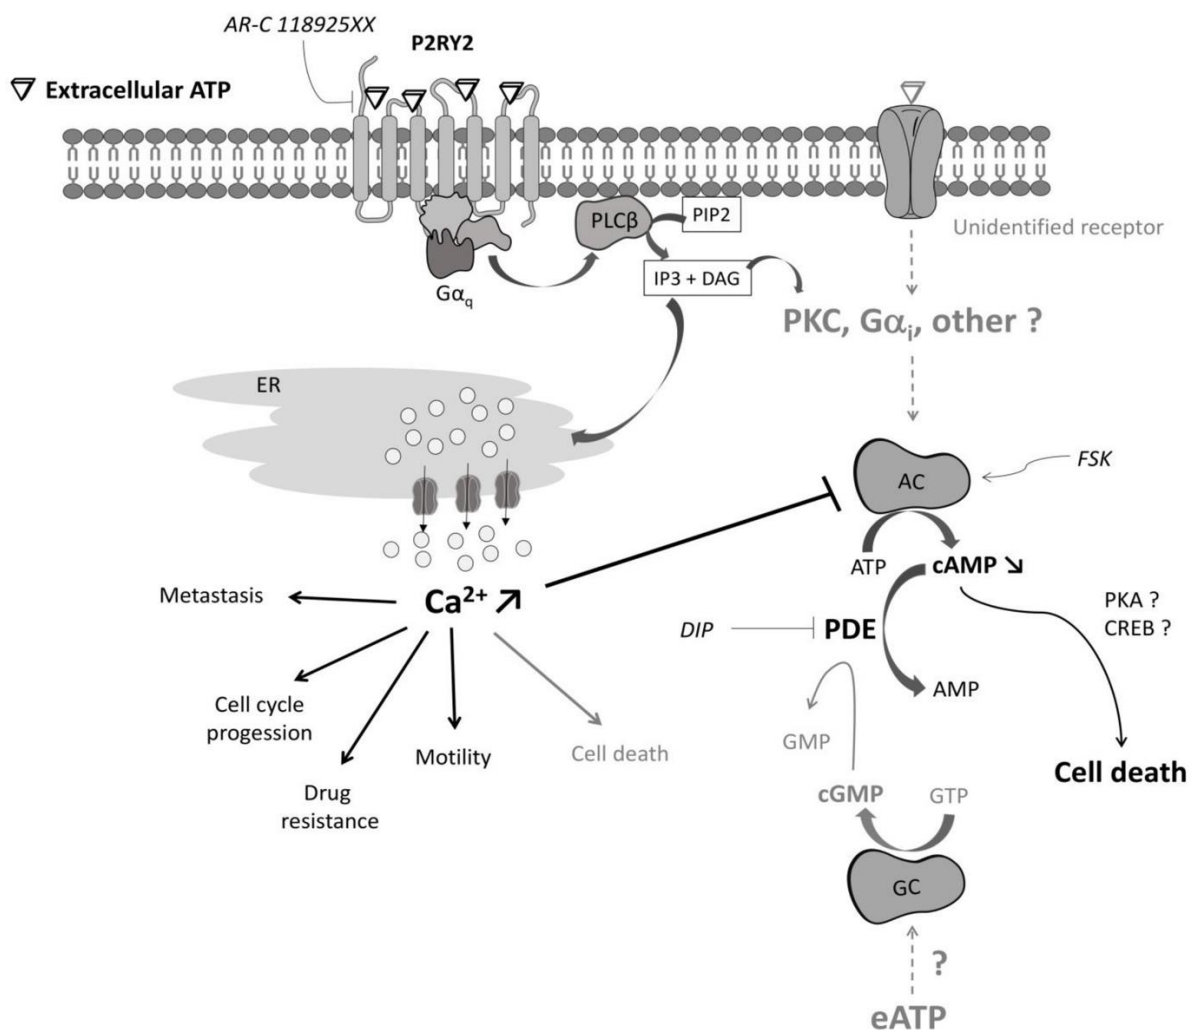 AR-C 118925XX
P2RY2
Extracellular ATP
PLCβ
PIP2
Unidentified receptor
IP3 + DAG
Gαq
PKC, Gαi, other ?
ER
AC
FSK
ATP
cAMP ↘
Metastasis
Ca²⁺ ↗
PKA ?
CREB ?
DIP
PDE
AMP
Cell cycle
progession
GMP
Motility
Cell death
Cell death
Drug
resistance
cGMP
GTP
GC
?
eATP